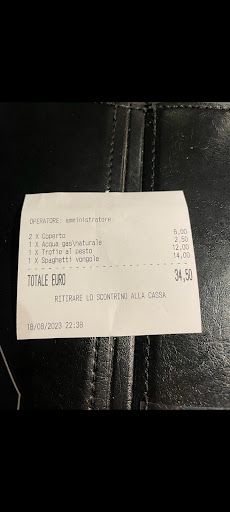 OPERATORE: amministratore
2 X Coperto 6,00
1 X Acqua gas\naturale 2,50
1 X Trofie al pesto 12,00
1 X Spaghetti vongole 14,00
TOTALE EURO 34,50
RITIRARE LO SCONTRINO ALLA CASSA
18/08/2023 22:38